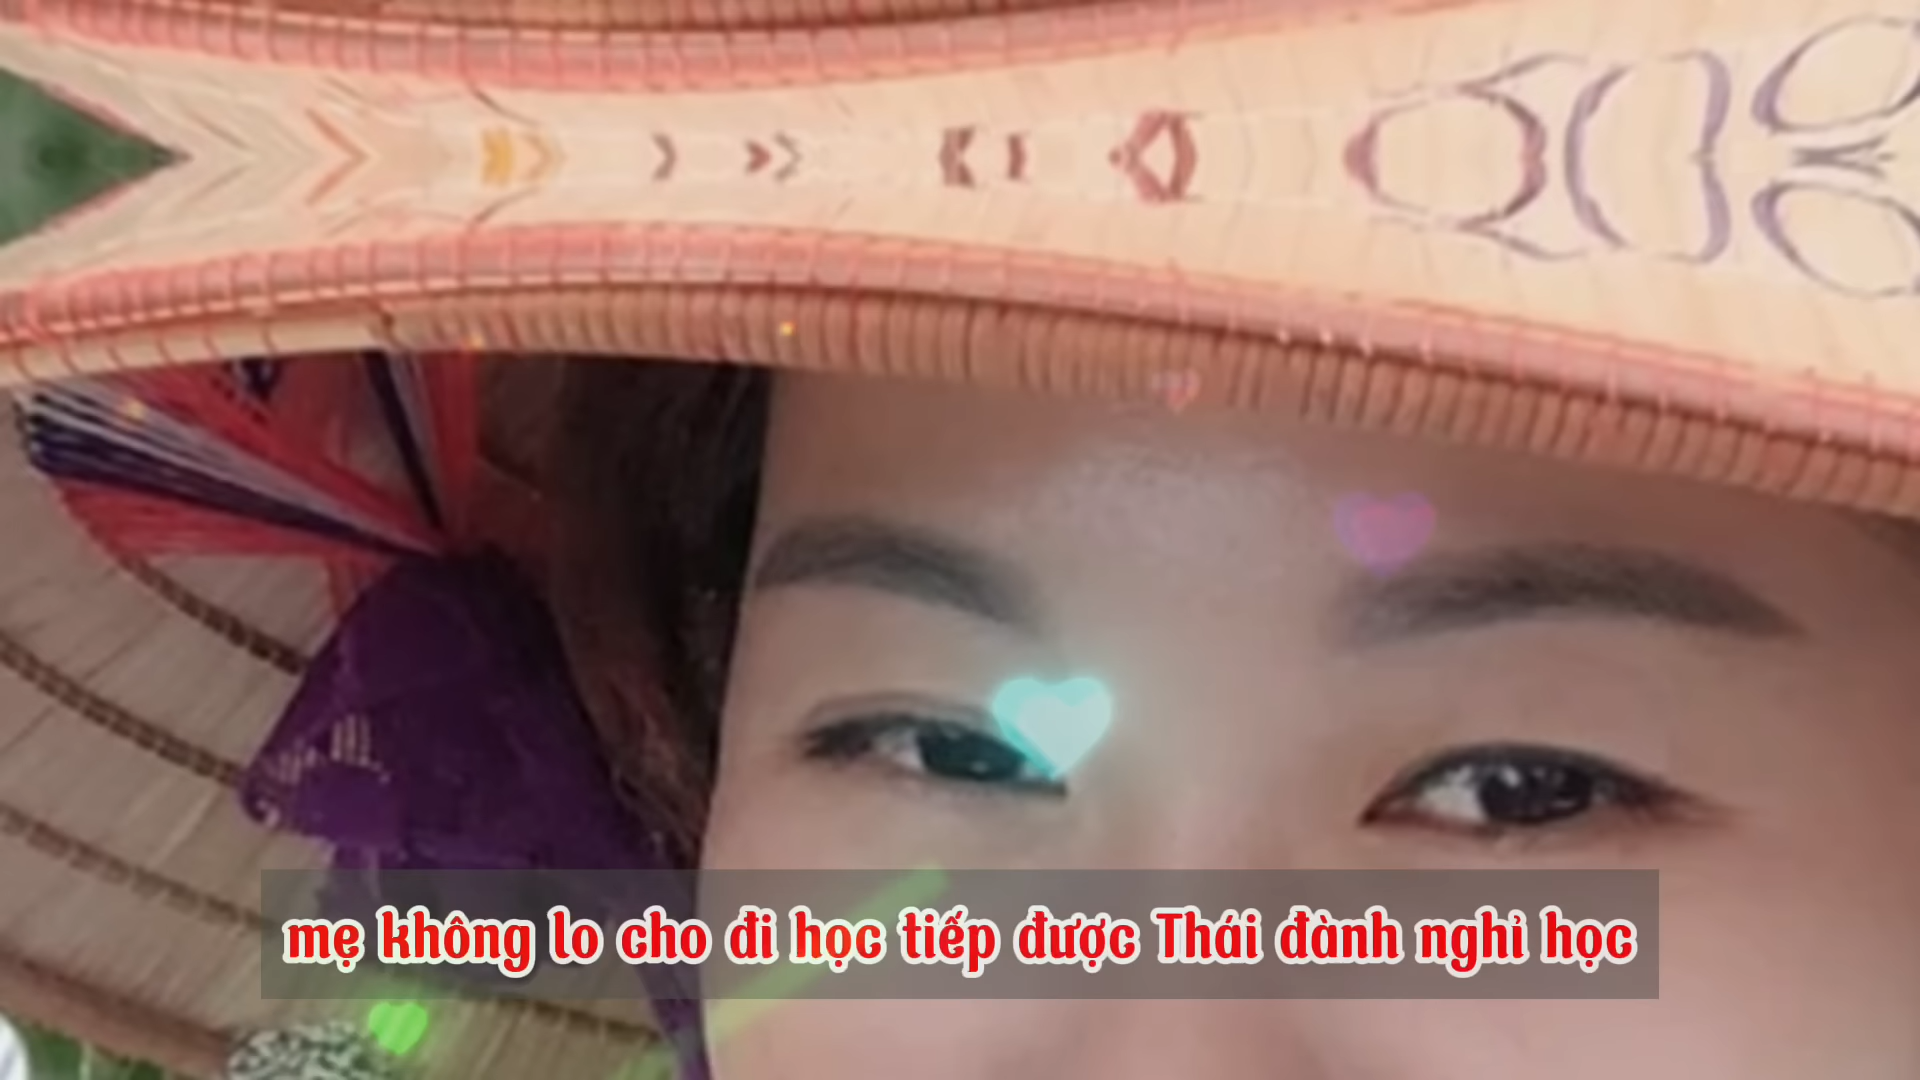 mẹ không lo cho đi học tiếp được Thái đành nghỉ học